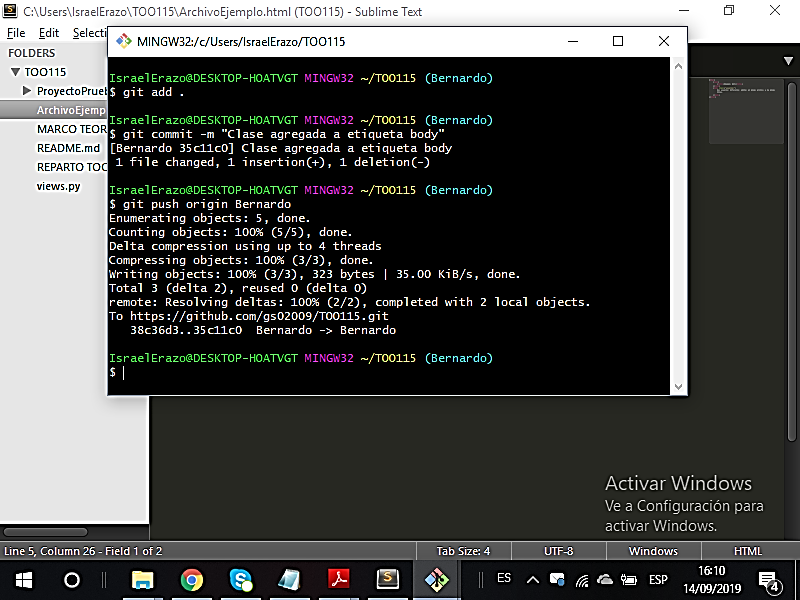 C:\Users\IsraelErazo\TOO115\ArchivoEjemplo.html (TOO115) - Sublime Text
File Edit Selecti
FOLDERS
TOO115
ProyectoPrueb
ArchivoEjemp
MARCO TEOR
README.md
REPARTO TOO
views.py
MINGW32:/c/Users/IsraelErazo/TOO115
IsraelErazo@DESKTOP-HOATVGT MINGW32 ~/TOO115 (Bernardo)
$ git add .
IsraelErazo@DESKTOP-HOATVGT MINGW32 ~/TOO115 (Bernardo)
$ git commit -m "Clase agregada a etiqueta body"
[Bernardo 35c11c0] Clase agregada a etiqueta body
1 file changed, 1 insertion(+), 1 deletion(-)
IsraelErazo@DESKTOP-HOATVGT MINGW32 ~/TOO115 (Bernardo)
$ git push origin Bernardo
Enumerating objects: 5, done.
Counting objects: 100% (5/5), done.
Delta compression using up to 4 threads
Compressing objects: 100% (3/3), done.
Writing objects: 100% (3/3), 323 bytes | 35.00 KiB/s, done.
Total 3 (delta 2), reused 0 (delta 0)
remote: Resolving deltas: 100% (2/2), completed with 2 local objects.
To https://github.com/gs02009/TOO115.git
38c36d3..35c11c0 Bernardo -> Bernardo
IsraelErazo@DESKTOP-HOATVGT MINGW32 ~/TOO115 (Bernardo)
$
Activar Windows
Ve a Configuración para
activar Windows.
Line 5, Column 26 - Field 1 of 2 Tab Size: 4 UTF-8 Windows HTML
ES ESP 16:10
14/09/2019 4